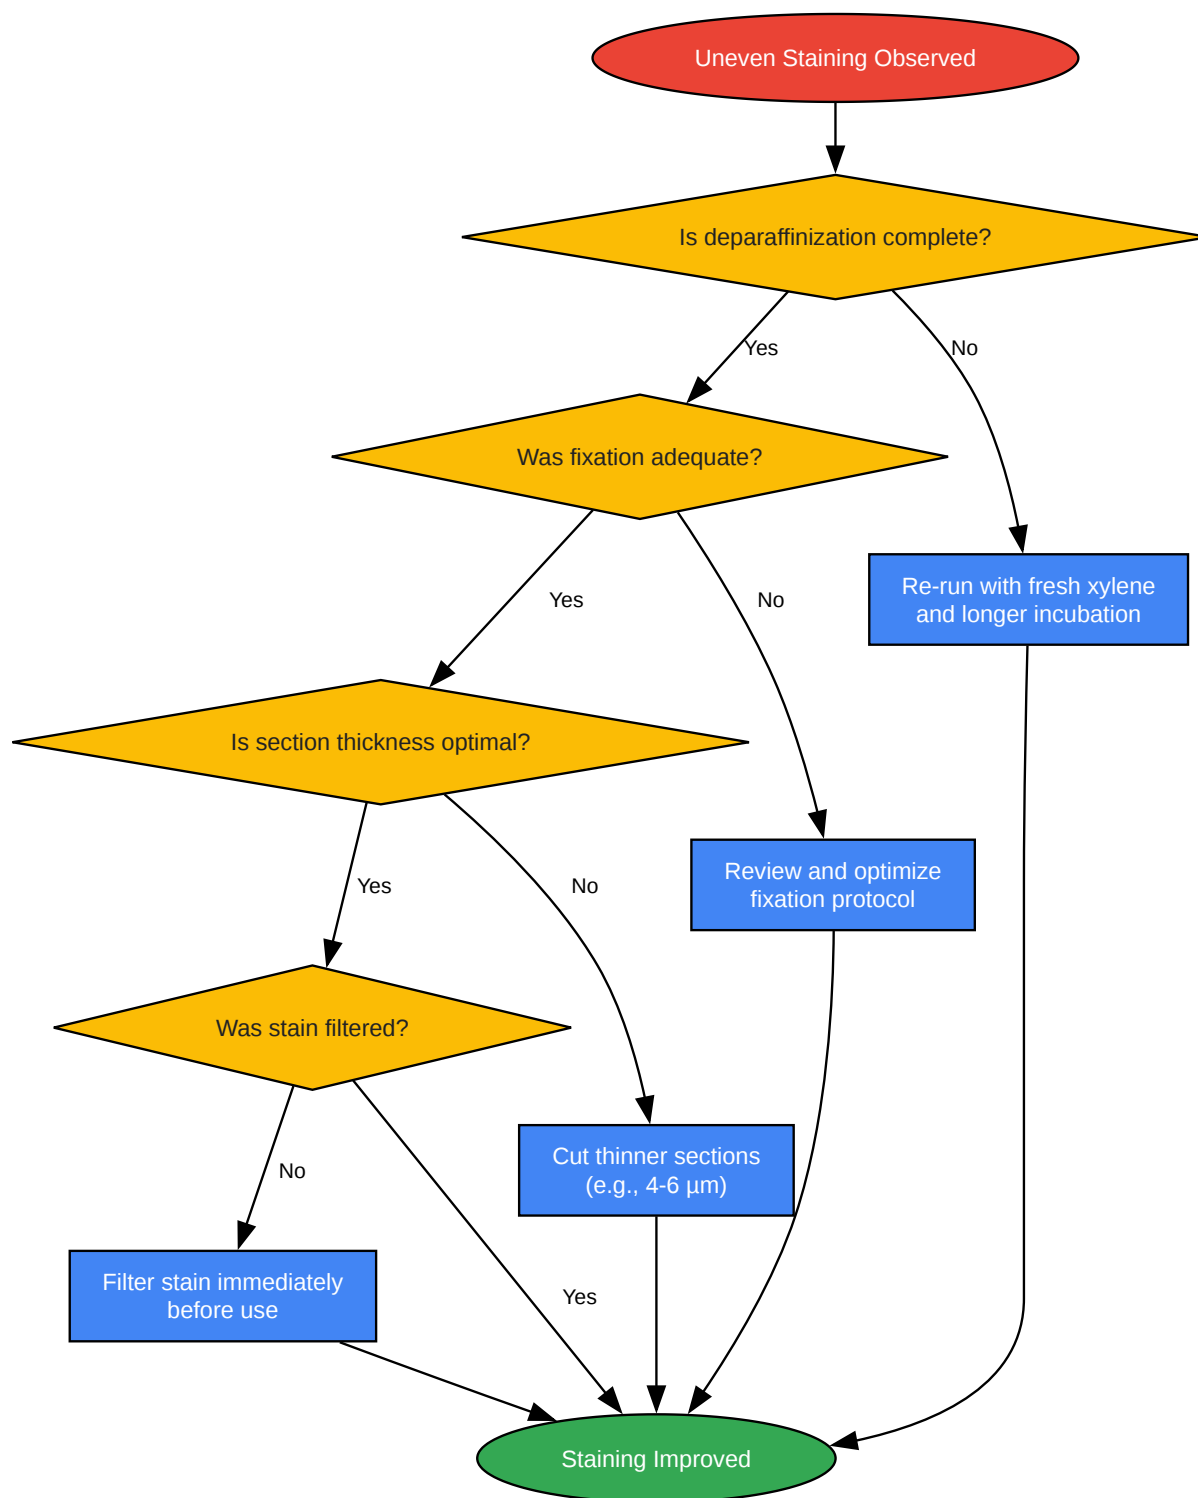 Uneven Staining Observed
Is deparaffinization complete?
Yes
No
Was fixation adequate?
Yes
No
Re-run with fresh xylene
and longer incubation
Is section thickness optimal?
Yes
No
Review and optimize
fixation protocol
Was stain filtered?
No
Yes
Cut thinner sections
(e.g., 4-6 µm)
Filter stain immediately
before use
Staining Improved